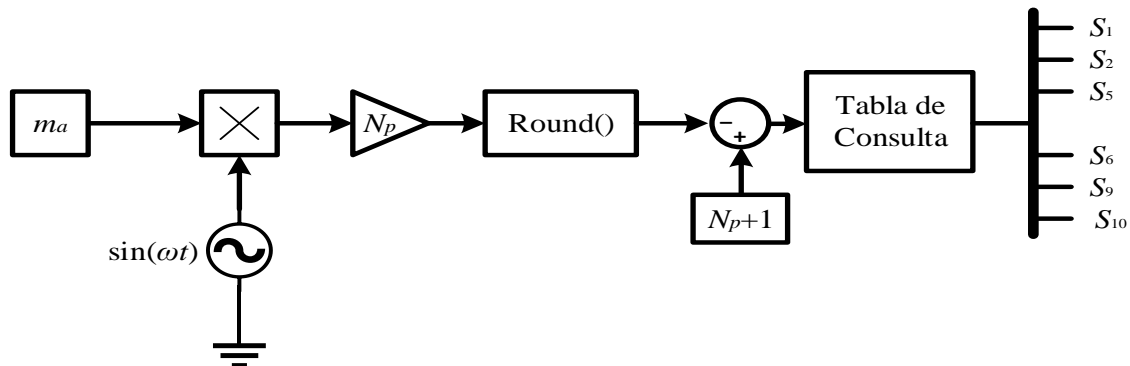 mₐ
sin(ωt)
Nₚ
Round()
-
+
Nₚ+1
Tabla de
Consulta
S₁
S₂
S₅
S₆
S₉
S₁₀